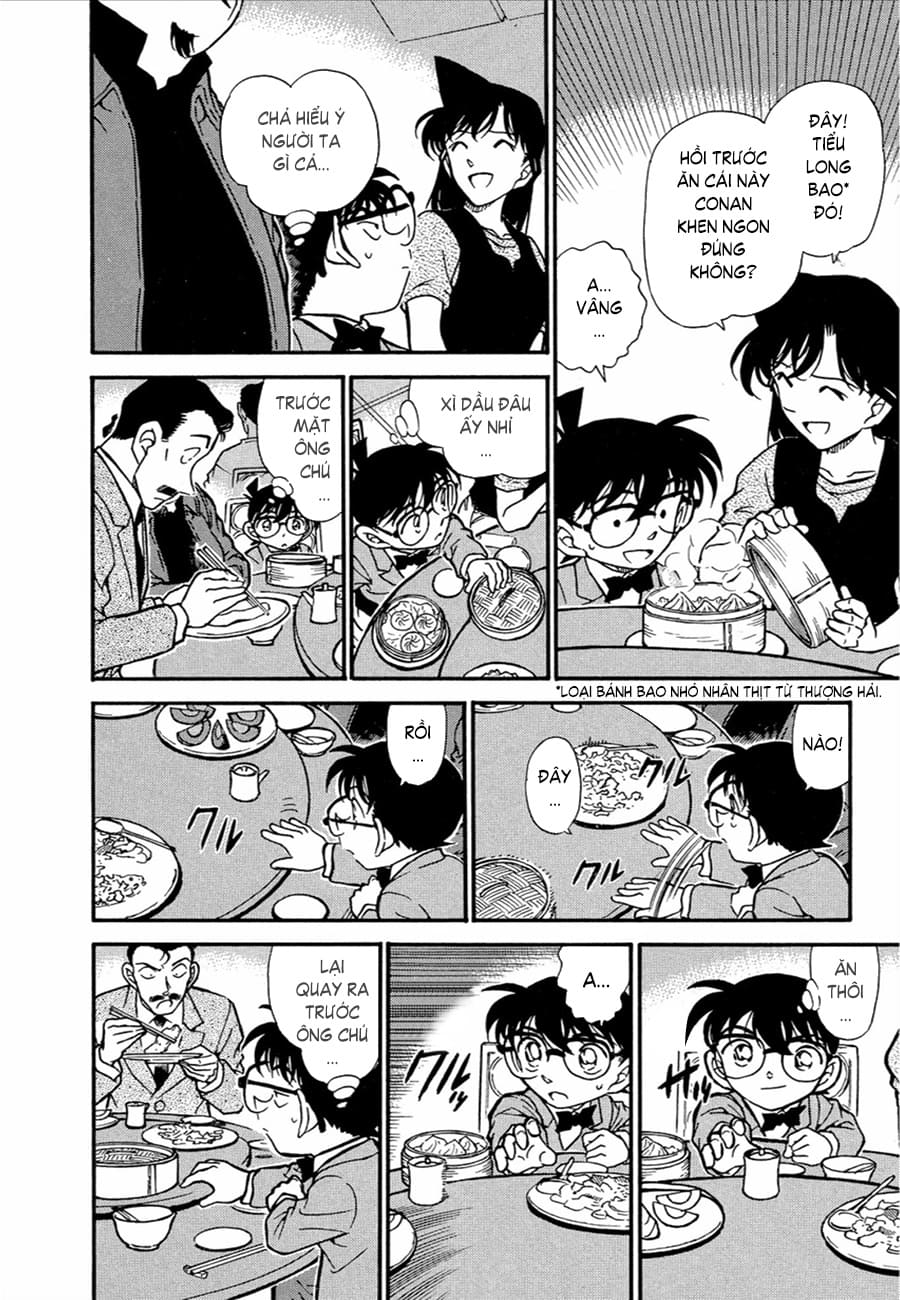 ĐÂY!
TIỂU
LONG
BAO*
ĐÓ!
HỒI TRƯỚC
ĂN CÁI NÀY
CONAN
KHEN NGON
ĐÚNG
KHÔNG?
A...
VÂNG
...
CHẢ HIỂU Ý
NGƯỜI TA
GÌ CẢ...
XÌ DẦU ĐÂU
ẤY NHỈ
...
TRƯỚC
MẶT
ÔNG
CHÚ
...
*LOẠI BÁNH BAO NHỎ NHÂN THỊT TỪ THƯỢNG HẢI.
NÀO!
ĐÂY
...
クル
RỒI
...
クル
ĂN
THÔI
...
A...
LẠI
QUAY RA
TRƯỚC
ÔNG CHÚ
...